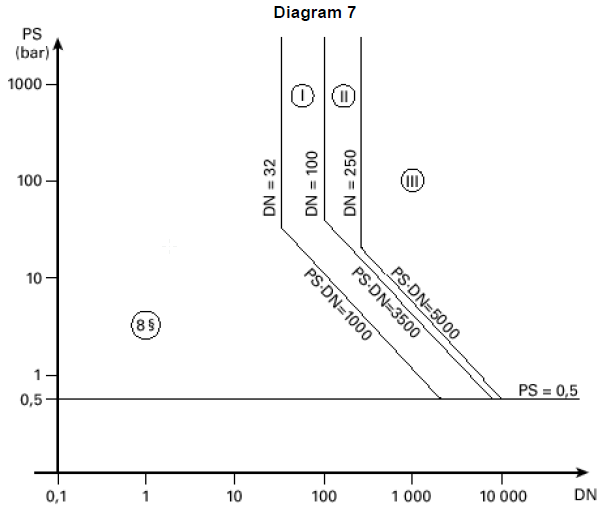 Diagram 7
PS
(bar)
1000
100
10
1
0,5
I
II
III
8 §
DN = 32
DN = 100
DN = 250
PS·DN=1000
PS·DN=3500
PS·DN=5000
PS = 0,5
0,1
1
10
100
1 000
10 000
DN